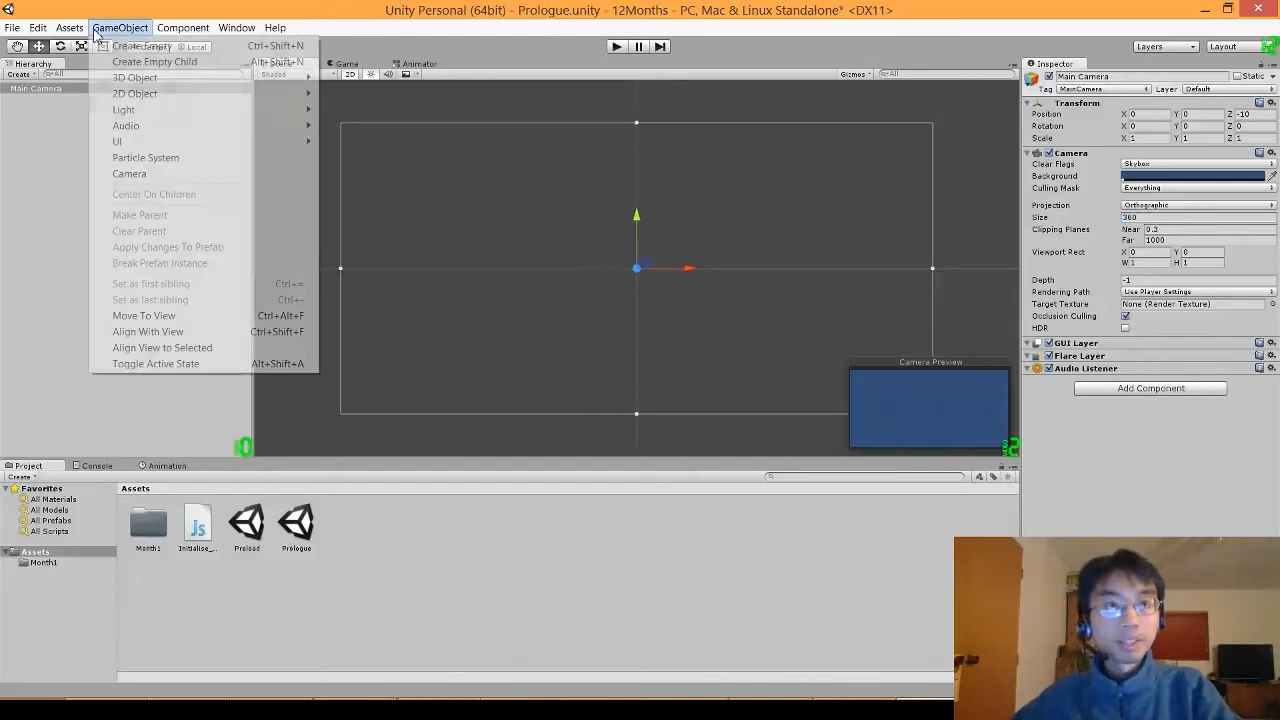 Unity Personal (64bit) - Prologue.unity - 12Months - PC, Mac & Linux Standalone* <DX11>
File Edit Assets GameObject Component Window Help
Local
Layers Layout
Hierarchy
Create All
Main Camera
Create Empty Ctrl+Shift+N
Create Empty Child Alt+Shift+N
3D Object
2D Object
Light
Audio
UI
Particle System
Camera
Center On Children
Make Parent
Clear Parent
Apply Changes To Prefab
Break Prefab Instance
Set as first sibling Ctrl+=
Set as last sibling Ctrl+-
Move To View Ctrl+Alt+F
Align With View Ctrl+Shift+F
Align View to Selected
Toggle Active State Alt+Shift+A
Game Animator
Shaded 2D Gizmos All
Camera Preview
Inspector
Main Camera Static
Tag MainCamera Layer Default
Transform
Position X 0 Y 0 Z -10
Rotation X 0 Y 0 Z 0
Scale X 1 Y 1 Z 1
Camera
Clear Flags Skybox
Background
Culling Mask Everything
Projection Orthographic
Size 360
Clipping Planes Near 0.3
Far 1000
Viewport Rect X 0 Y 0
W 1 H 1
Depth -1
Rendering Path Use Player Settings
Target Texture None (Render Texture)
Occlusion Culling
HDR
GUI Layer
Flare Layer
Audio Listener
Add Component
Project Console Animation
Create
Favorites
All Materials
All Models
All Prefabs
All Scripts
Assets
Month1
Assets
Month1 Initialise_... Preload Prologue